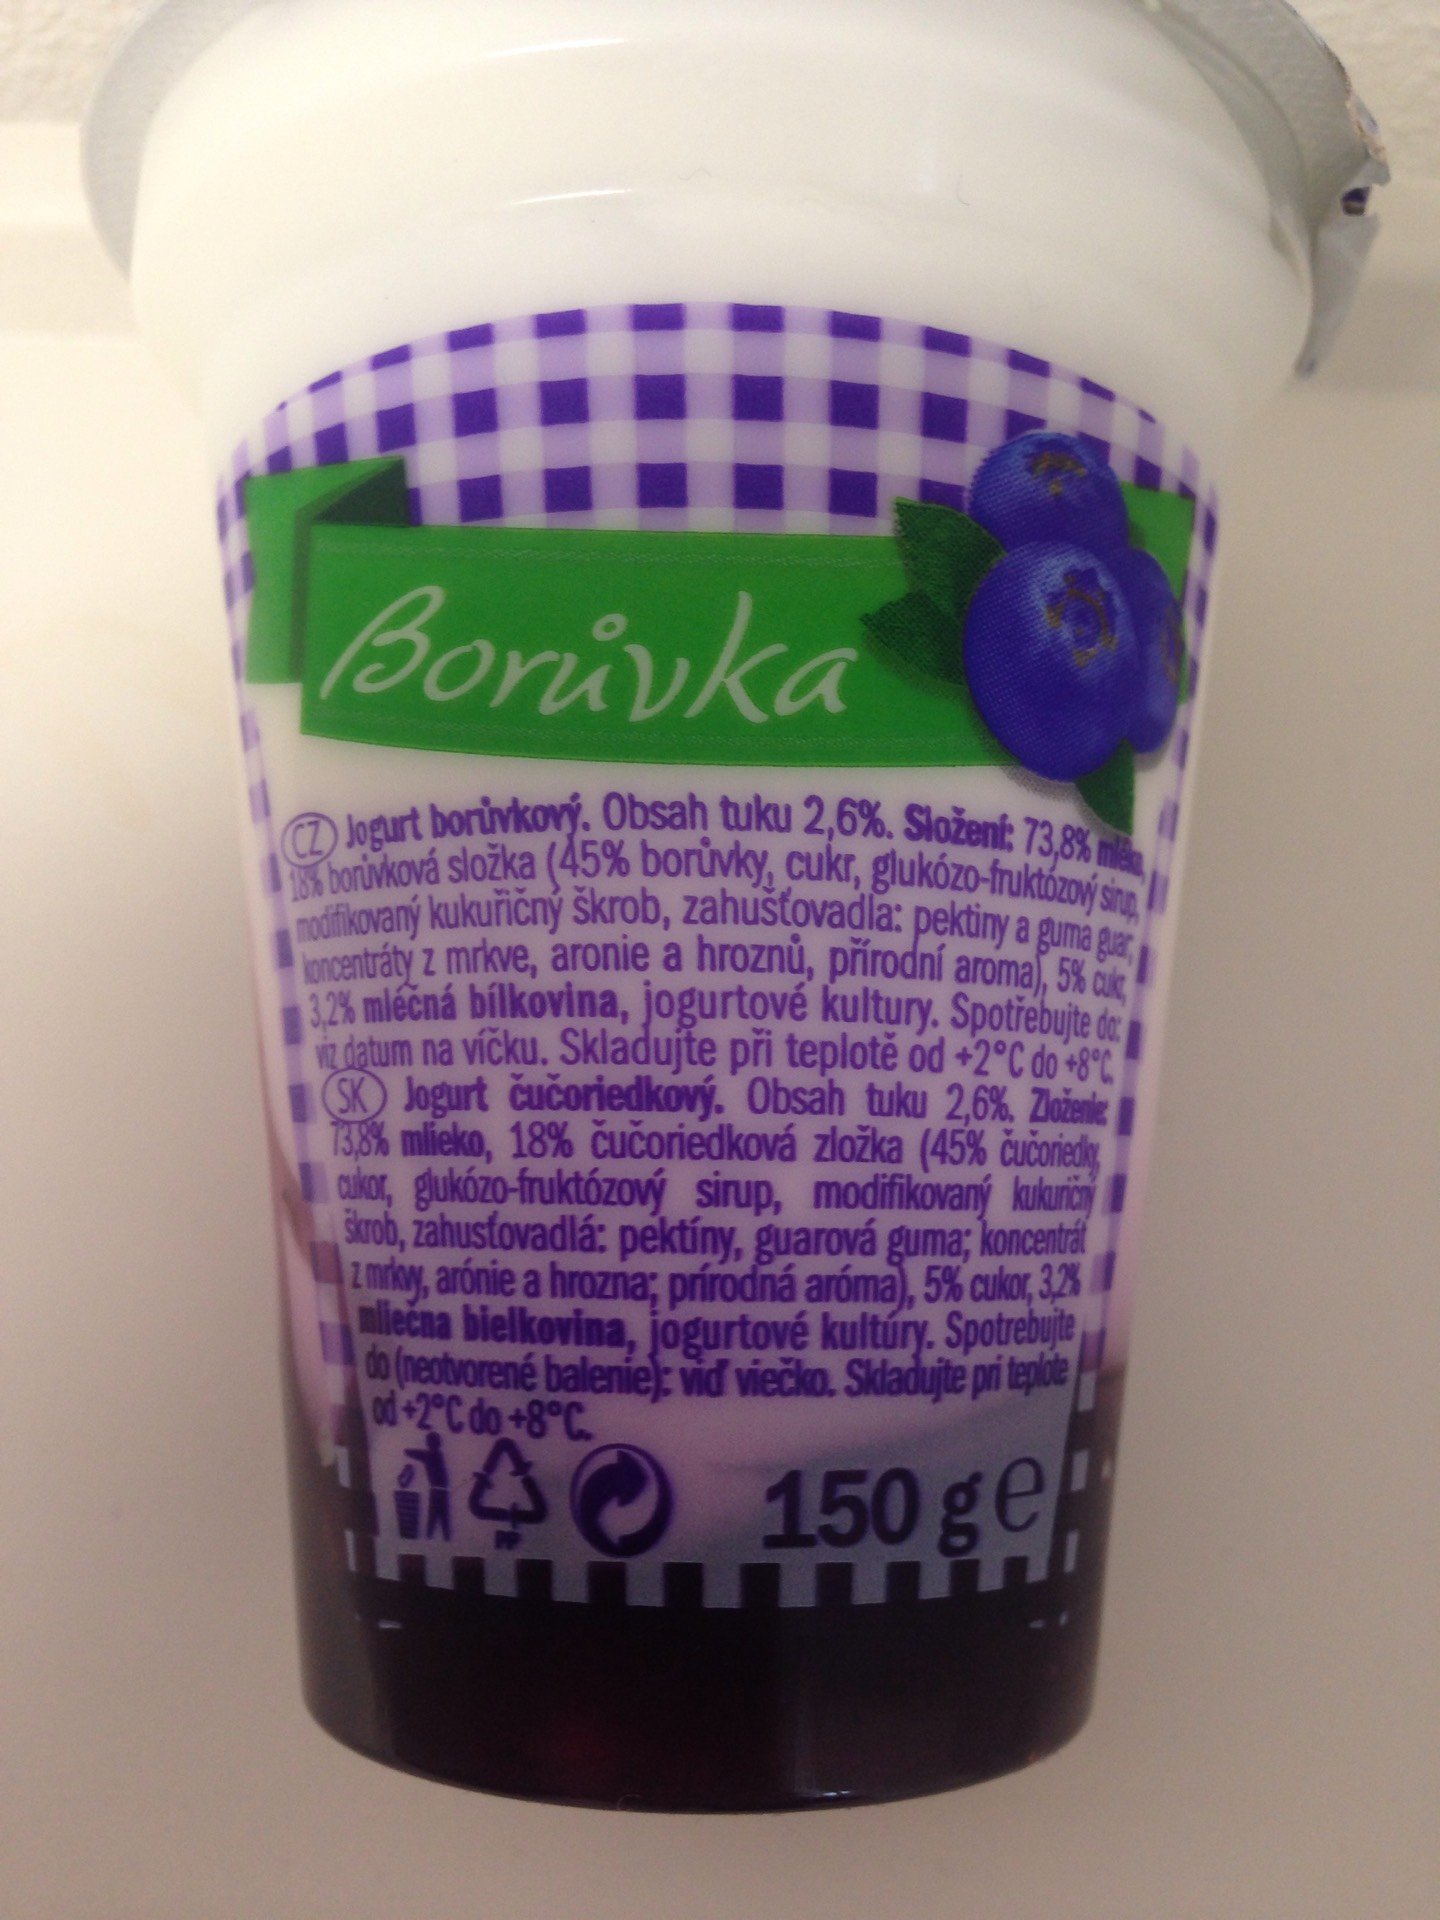 Borůvka
CZ Jogurt borůvkový. Obsah tuku 2,6%. Složení: 73,8% mléka,
18% borůvková složka (45% borůvky, cukr, glukózo-fruktózový sirup,
modifikovaný kukuřičný škrob, zahušťovadla: pektiny a guma guar,
koncentráty z mrkve, aronie a hroznů, přírodní aroma), 5% cukr,
3,2% mléčná bílkovina, jogurtové kultury. Spotřebujte do:
viz datum na víčku. Skladujte při teplotě od +2°C do +8°C.
SK Jogurt čučoriedkový. Obsah tuku 2,6%. Zloženie:
73,8% mlieko, 18% čučoriedková zložka (45% čučoriedky,
cukor, glukózo-fruktózový sirup, modifikovaný kukuričný
škrob, zahusťovadlá: pektíny, guarová guma; koncentrát
z mrkvy, arónie a hrozna; prírodná aróma), 5% cukor, 3,2%
mliečna bielkovina, jogurtové kultúry. Spotrebujte
do (neotvorené balenie): viď viečko. Skladujte pri teplote
od +2°C do +8°C.
PP
150 g e